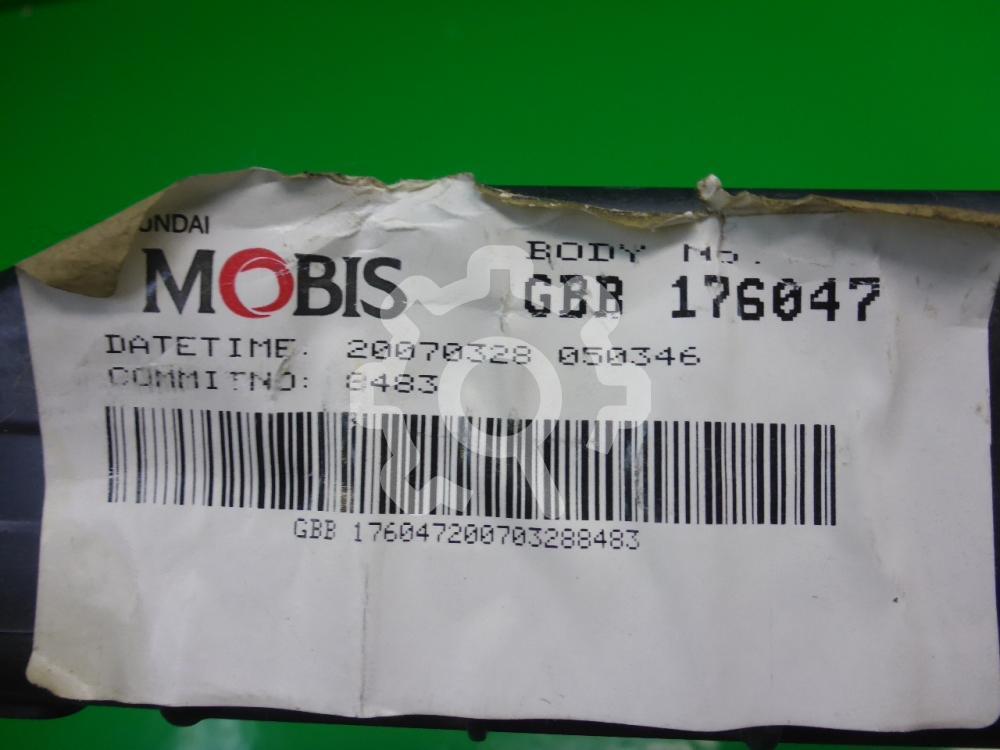 UNDAI
MOBIS
BODY No.
GBB 176047
DATETIME: 20070328 050346
COMMITNO: 8483
GBB 176047200703288483